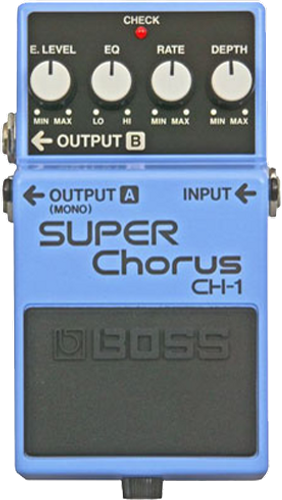 CHECK
E. LEVEL EQ RATE DEPTH
MIN MAX LO HI MIN MAX MIN MAX
← OUTPUT B
← OUTPUT A INPUT ←
(MONO)
SUPER
Chorus
CH-1
BOSS